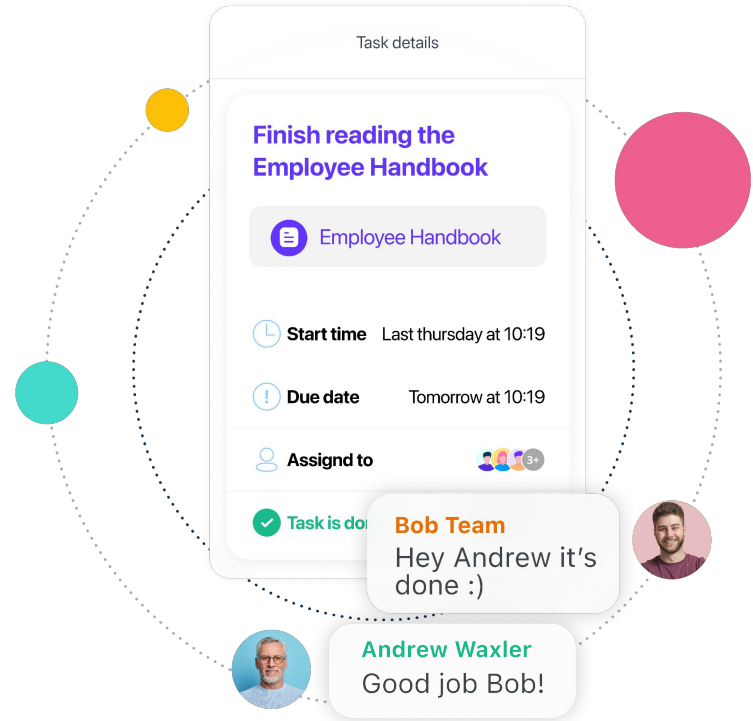 Task details
Finish reading the
Employee Handbook
Employee Handbook
Start time Last thursday at 10:19
Due date Tomorrow at 10:19
Assignd to 3+
Task is don
Bob Team
Hey Andrew it’s
done :)
Andrew Waxler
Good job Bob!